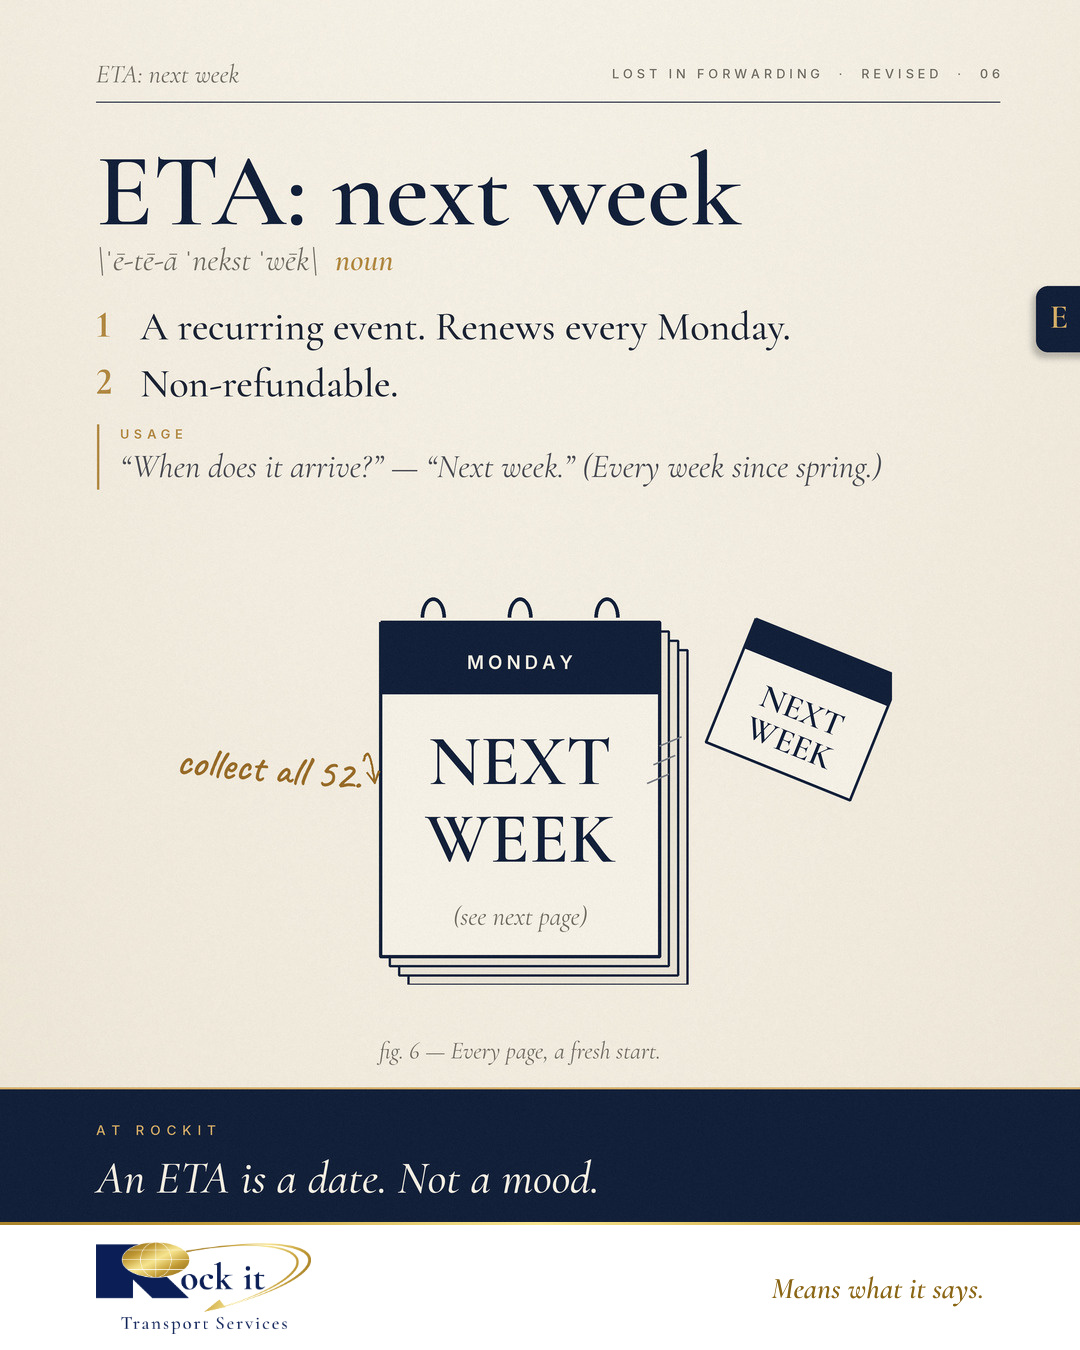 ETA: next week
LOST IN FORWARDING · REVISED · 06
ETA: next week
\ˈē-tē-ā ˈnekst ˈwēk\ noun
1 A recurring event. Renews every Monday.
2 Non-refundable.
E
USAGE
“When does it arrive?” — “Next week.” (Every week since spring.)
MONDAY
NEXT
WEEK
(see next page)
NEXT
WEEK
collect all 52.
fig. 6 — Every page, a fresh start.
AT ROCKIT
An ETA is a date. Not a mood.
Rock it
Transport Services
Means what it says.